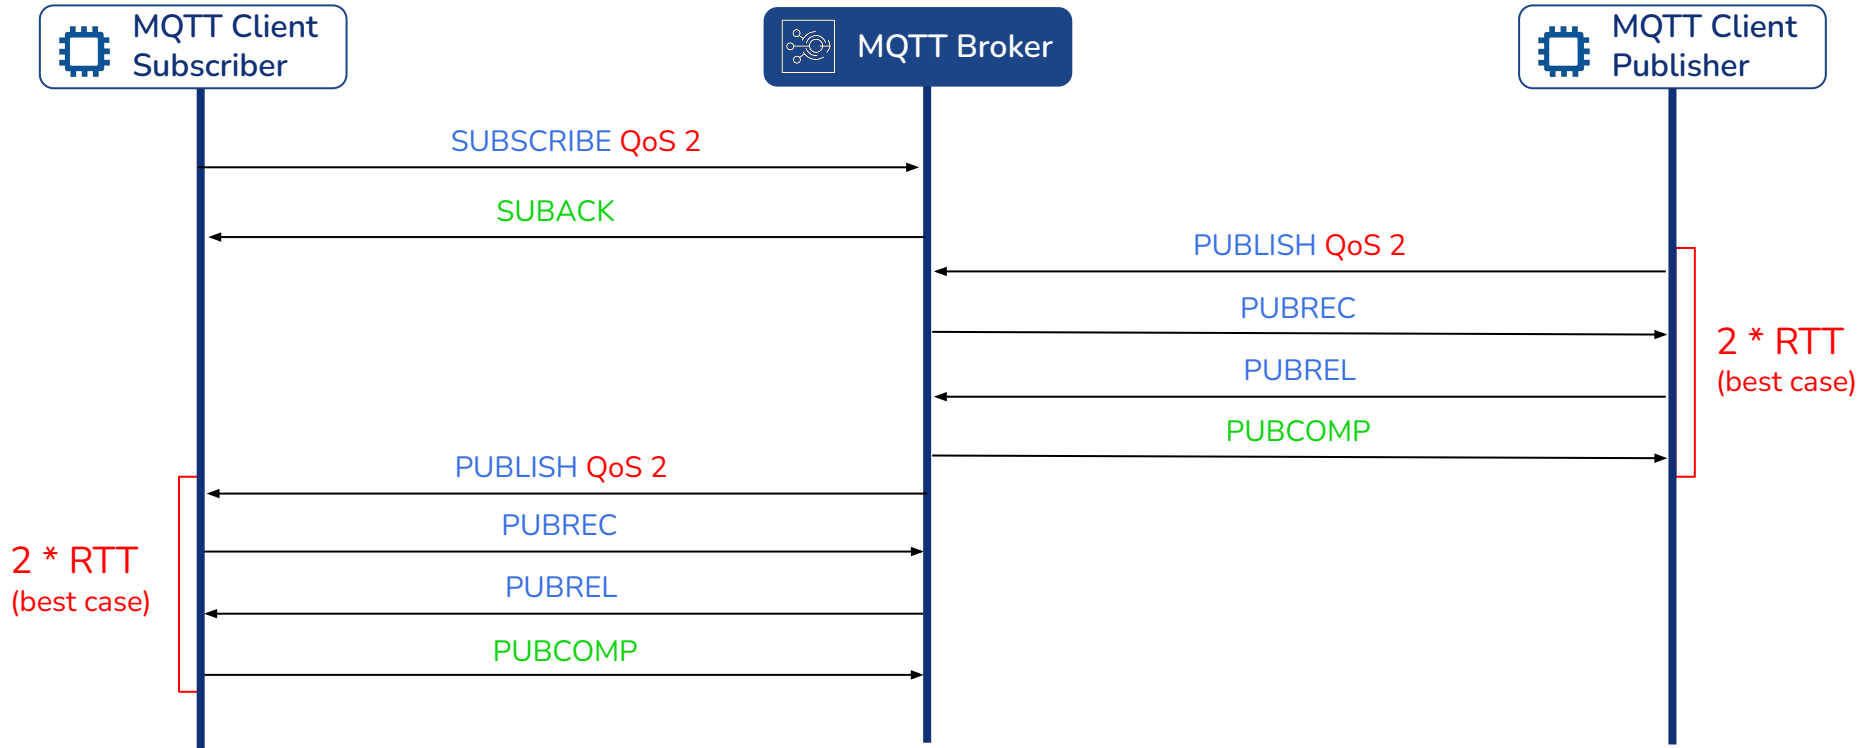 MQTT Client
Subscriber
MQTT Broker
MQTT Client
Publisher
SUBSCRIBE QoS 2
SUBACK
PUBLISH QoS 2
PUBREC
2 * RTT
(best case)
PUBREL
PUBCOMP
PUBLISH QoS 2
PUBREC
2 * RTT
(best case)
PUBREL
PUBCOMP